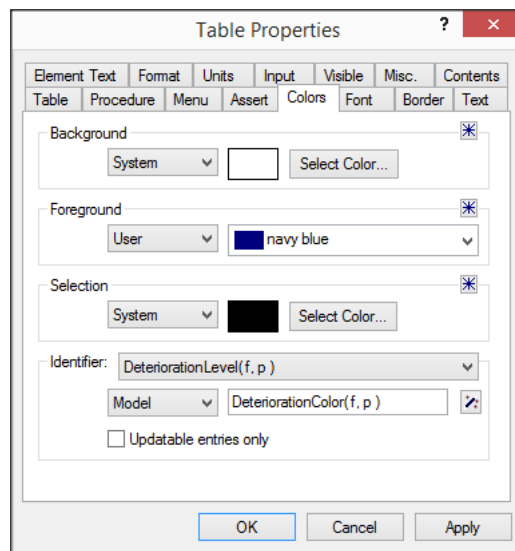 Table Properties
?
×
Element Text Format Units Input Visible Misc. Contents
Table Procedure Menu Assert Colors Font Border Text
Background
System Select Color...
Foreground
User navy blue
Selection
System Select Color...
Identifier: DeteriorationLevel( f, p )
Model DeteriorationColor( f, p )
Updatable entries only
OK Cancel Apply